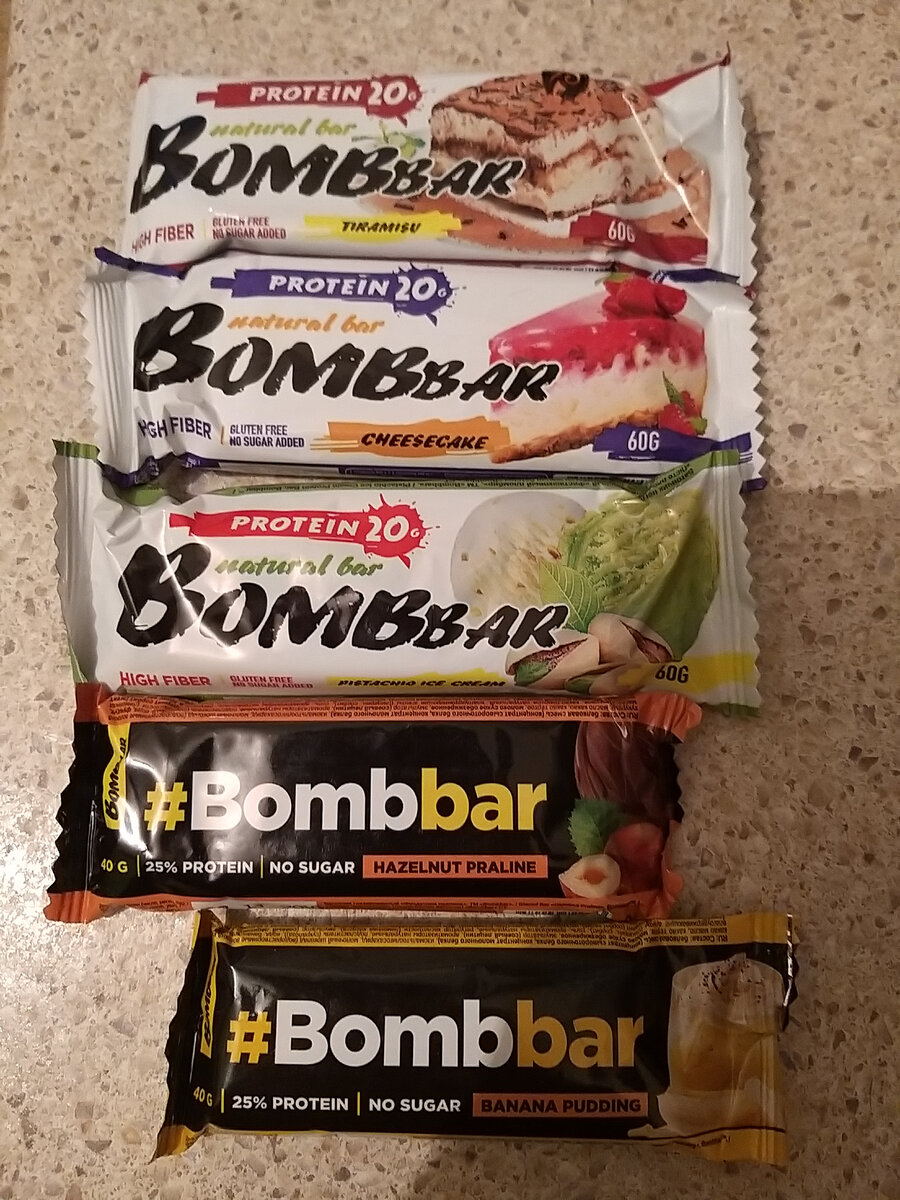 PROTEIN 20G
natural bar
BOMBBAR
HIGH FIBER
GLUTEN FREE
NO SUGAR ADDED
TIRAMISU
60G
PROTEIN 20G
natural bar
BOMBBAR
HIGH FIBER
GLUTEN FREE
NO SUGAR ADDED
CHEESECAKE
60G
PROTEIN 20G
natural bar
BOMBBAR
HIGH FIBER
GLUTEN FREE
NO SUGAR ADDED
PISTACHIO ICE CREAM
60G
BOMBBAR
#Bombbar
40 G | 25% PROTEIN | NO SUGAR HAZELNUT PRALINE
#Bombbar
40 G | 25% PROTEIN | NO SUGAR BANANA PUDDING